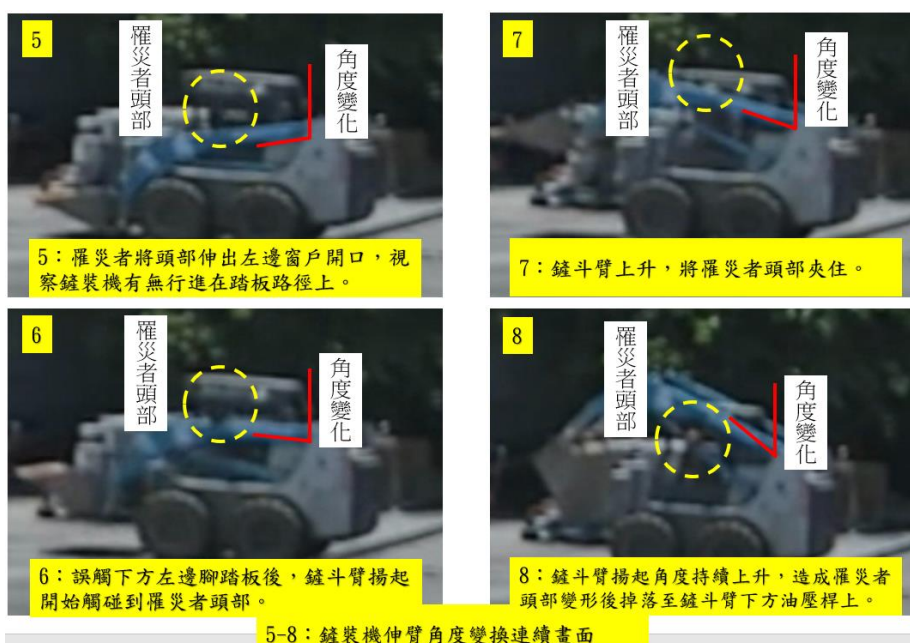 5
罹災者頭部
角度變化
5：罹災者將頭部伸出左邊窗戶開口，視
察鏟裝機有無行進在踏板路徑上。
6
罹災者頭部
角度變化
6：誤觸下方左邊腳踏板後，鏟斗臂揚起
開始觸碰到罹災者頭部。
7
罹災者頭部
角度變化
7：鏟斗臂上升，將罹災者頭部夾住。
8
罹災者頭部
角度變化
8：鏟斗臂揚起角度持續上升，造成罹災者
頭部變形後掉落至鏟斗臂下方油壓桿上。
5-8：鏟裝機伸臂角度變換連續畫面